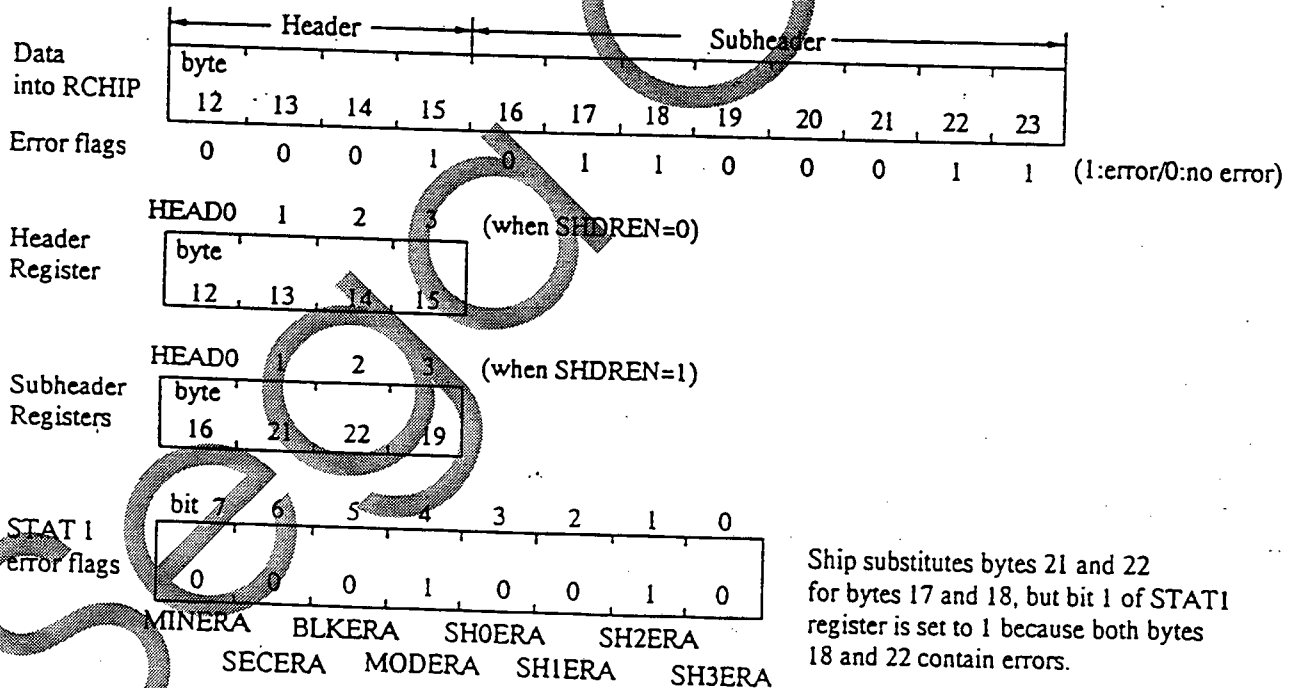 Header Subheader
Data
into RCHIP
byte
12 13 14 15 16 17 18 19 20 21 22 23
Error flags 0 0 0 1 0 1 1 0 0 0 1 1 (1:error/0:no error)
HEAD0 1 2 3 (when SHDREN=0)
Header
Register
byte
12 13 14 15
HEAD0 1 2 3 (when SHDREN=1)
Subheader
Registers
byte
16 21 22 19
bit 7 6 5 4 3 2 1 0
STAT1
error flags
0 0 0 1 0 0 1 0
MINERA BLKERA SH0ERA SH2ERA
SECERA MODERA SH1ERA SH3ERA
Ship substitutes bytes 21 and 22
for bytes 17 and 18, but bit 1 of STAT1
register is set to 1 because both bytes
18 and 22 contain errors.